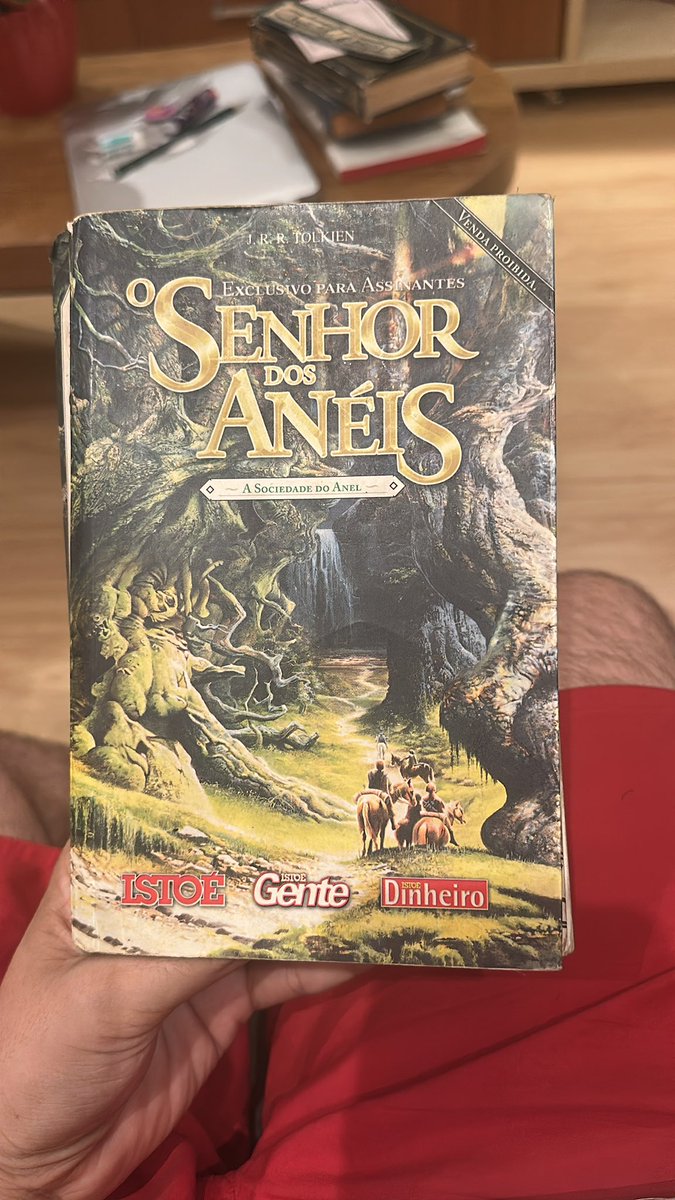 J. R. R. TOLKIEN
VENDA PROIBIDA.
EXCLUSIVO PARA ASSINANTES
O SENHOR
DOS
ANÉIS
A SOCIEDADE DO ANEL
ISTOÉ
ISTOÉ
Gente
ISTOÉ
Dinheiro